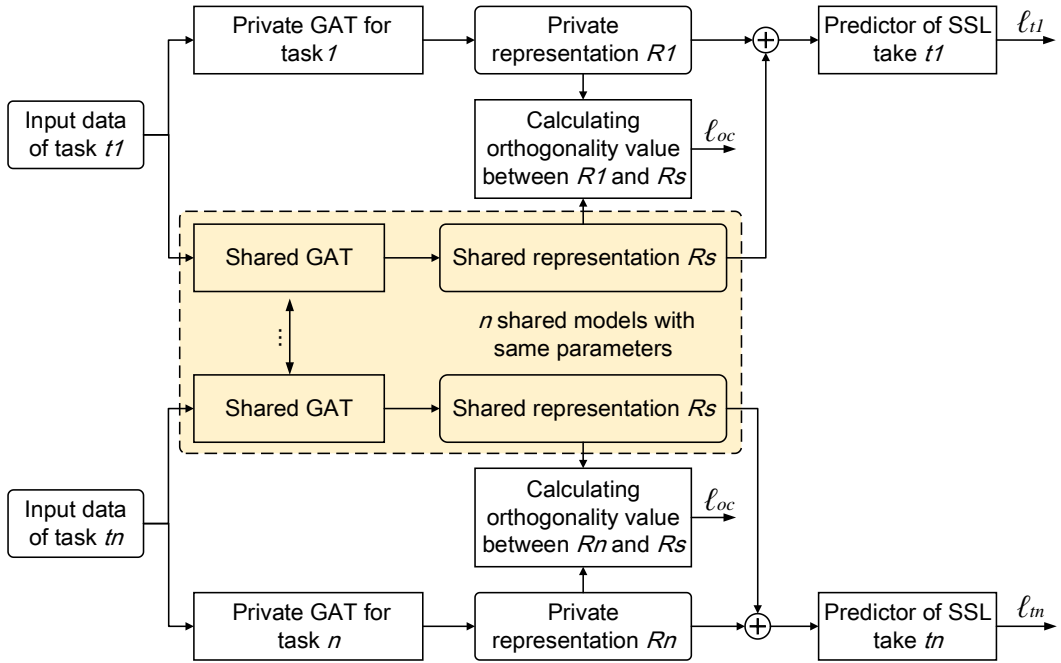 Private GAT for
task1
Private
representation R1
Predictor of SSL
take t1
ℓt1
Input data
of task t1
Calculating
orthogonality value
between R1 and Rs
ℓoc
Shared GAT
Shared representation Rs
...
n shared models with
same parameters
Shared GAT
Shared representation Rs
Input data
of task tn
Calculating
orthogonality value
between Rn and Rs
ℓoc
Private GAT for
task n
Private
representation Rn
Predictor of SSL
take tn
ℓtn